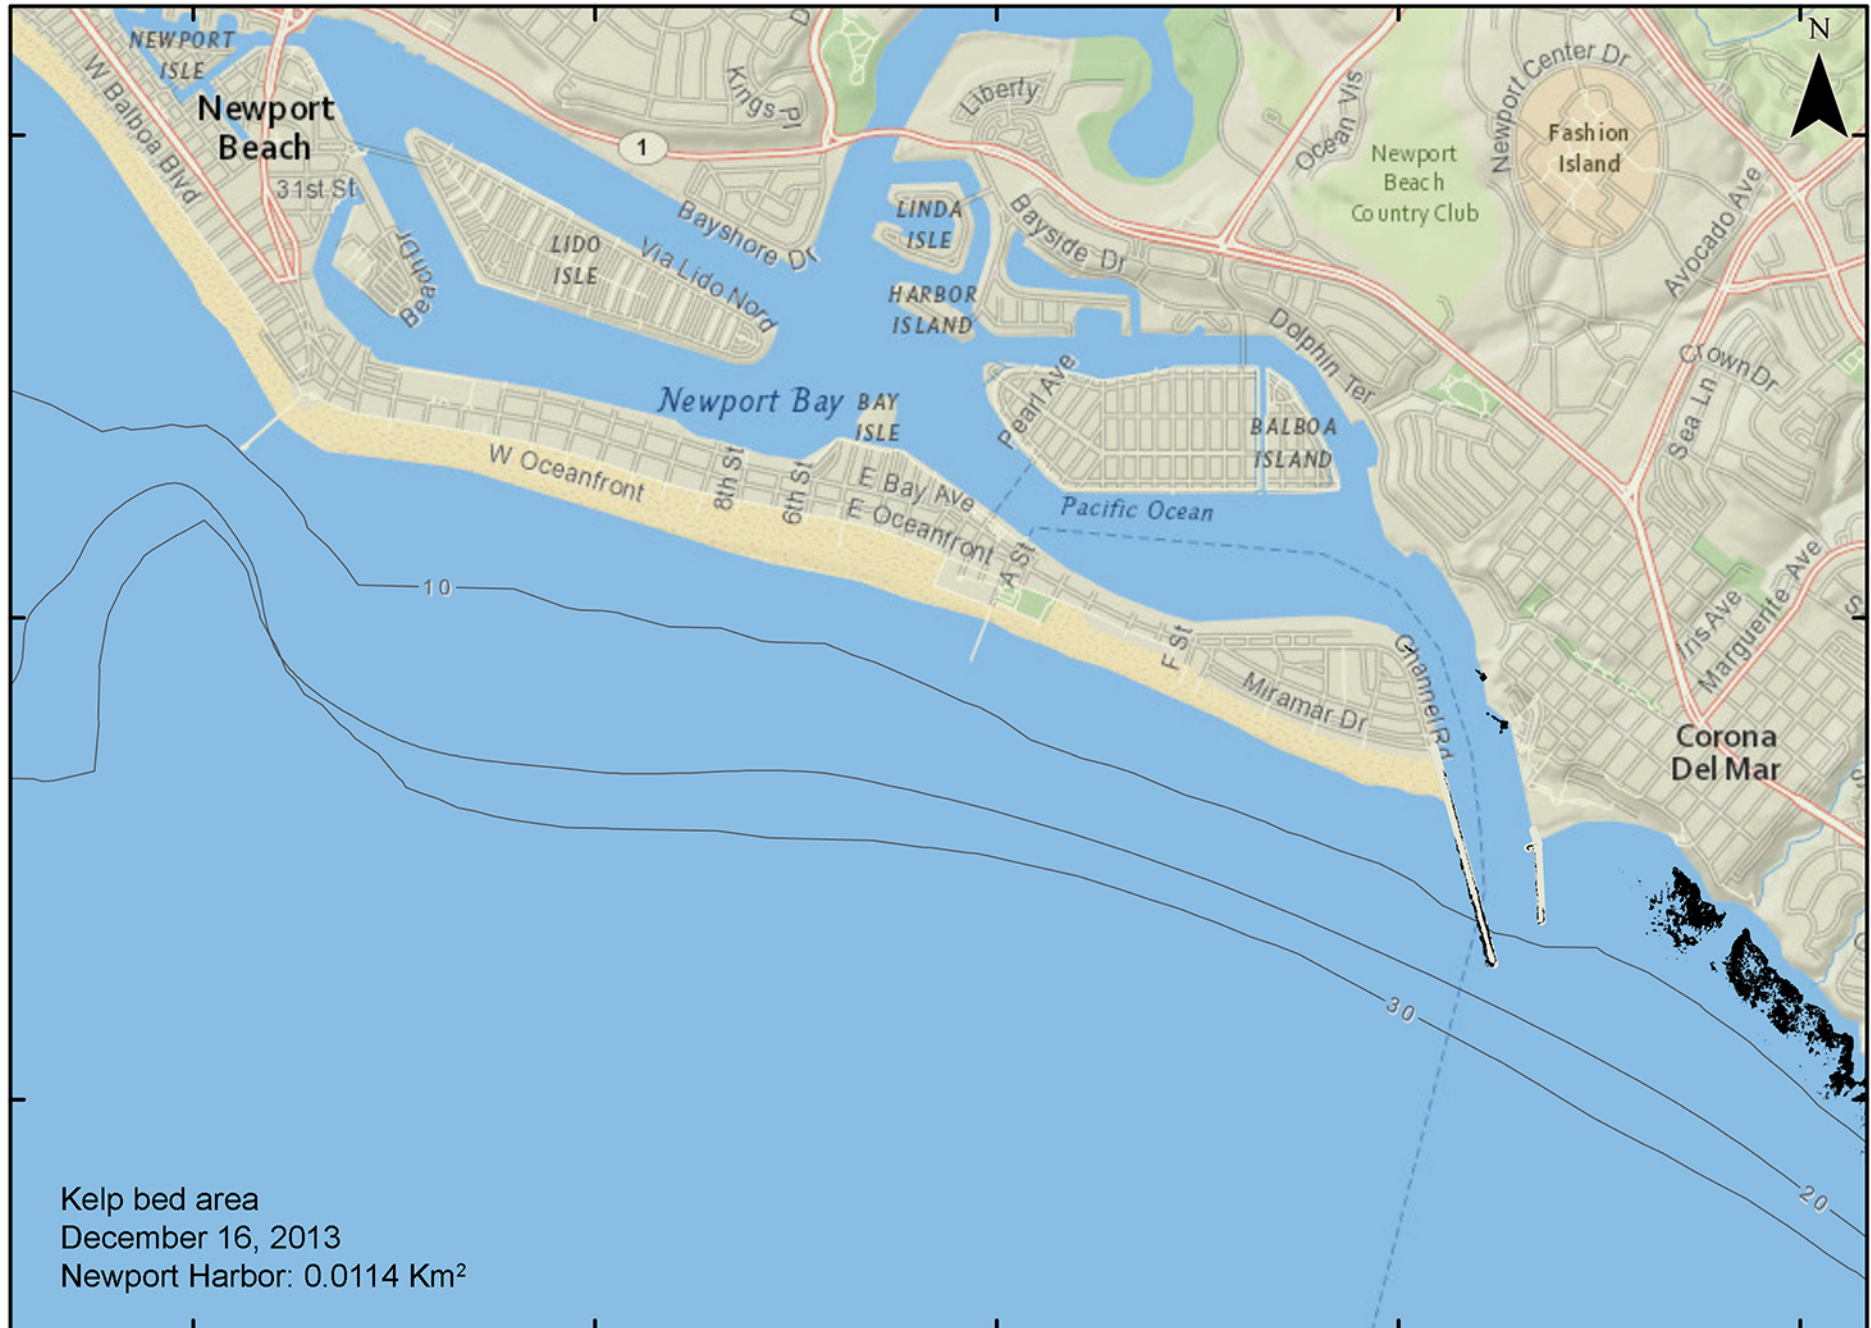 N
NEWPORT
ISLE
W Balboa Blvd
Newport
Beach
31st St
Beach Dr
LIDO
ISLE
Via Lido Nord
Kings Pl
1
Bayshore Dr
Liberty
LINDA
ISLE
HARBOR
ISLAND
Bayside Dr
Ocean Vis
Newport
Beach
Country Club
Newport Center Dr
Fashion
Island
Avocado Ave
Crown Dr
Sea Ln
Dolphin Ter
Newport Bay
BAY
ISLE
Pearl Ave
BALBOA
ISLAND
Pacific Ocean
W Oceanfront
8th St
6th St
E Bay Ave
E Oceanfront
A St
F St
Miramar Dr
Channel Rd
Iris Ave
Marguerite Ave
Corona
Del Mar
10
30
20
Kelp bed area
December 16, 2013
Newport Harbor: 0.0114 Km²